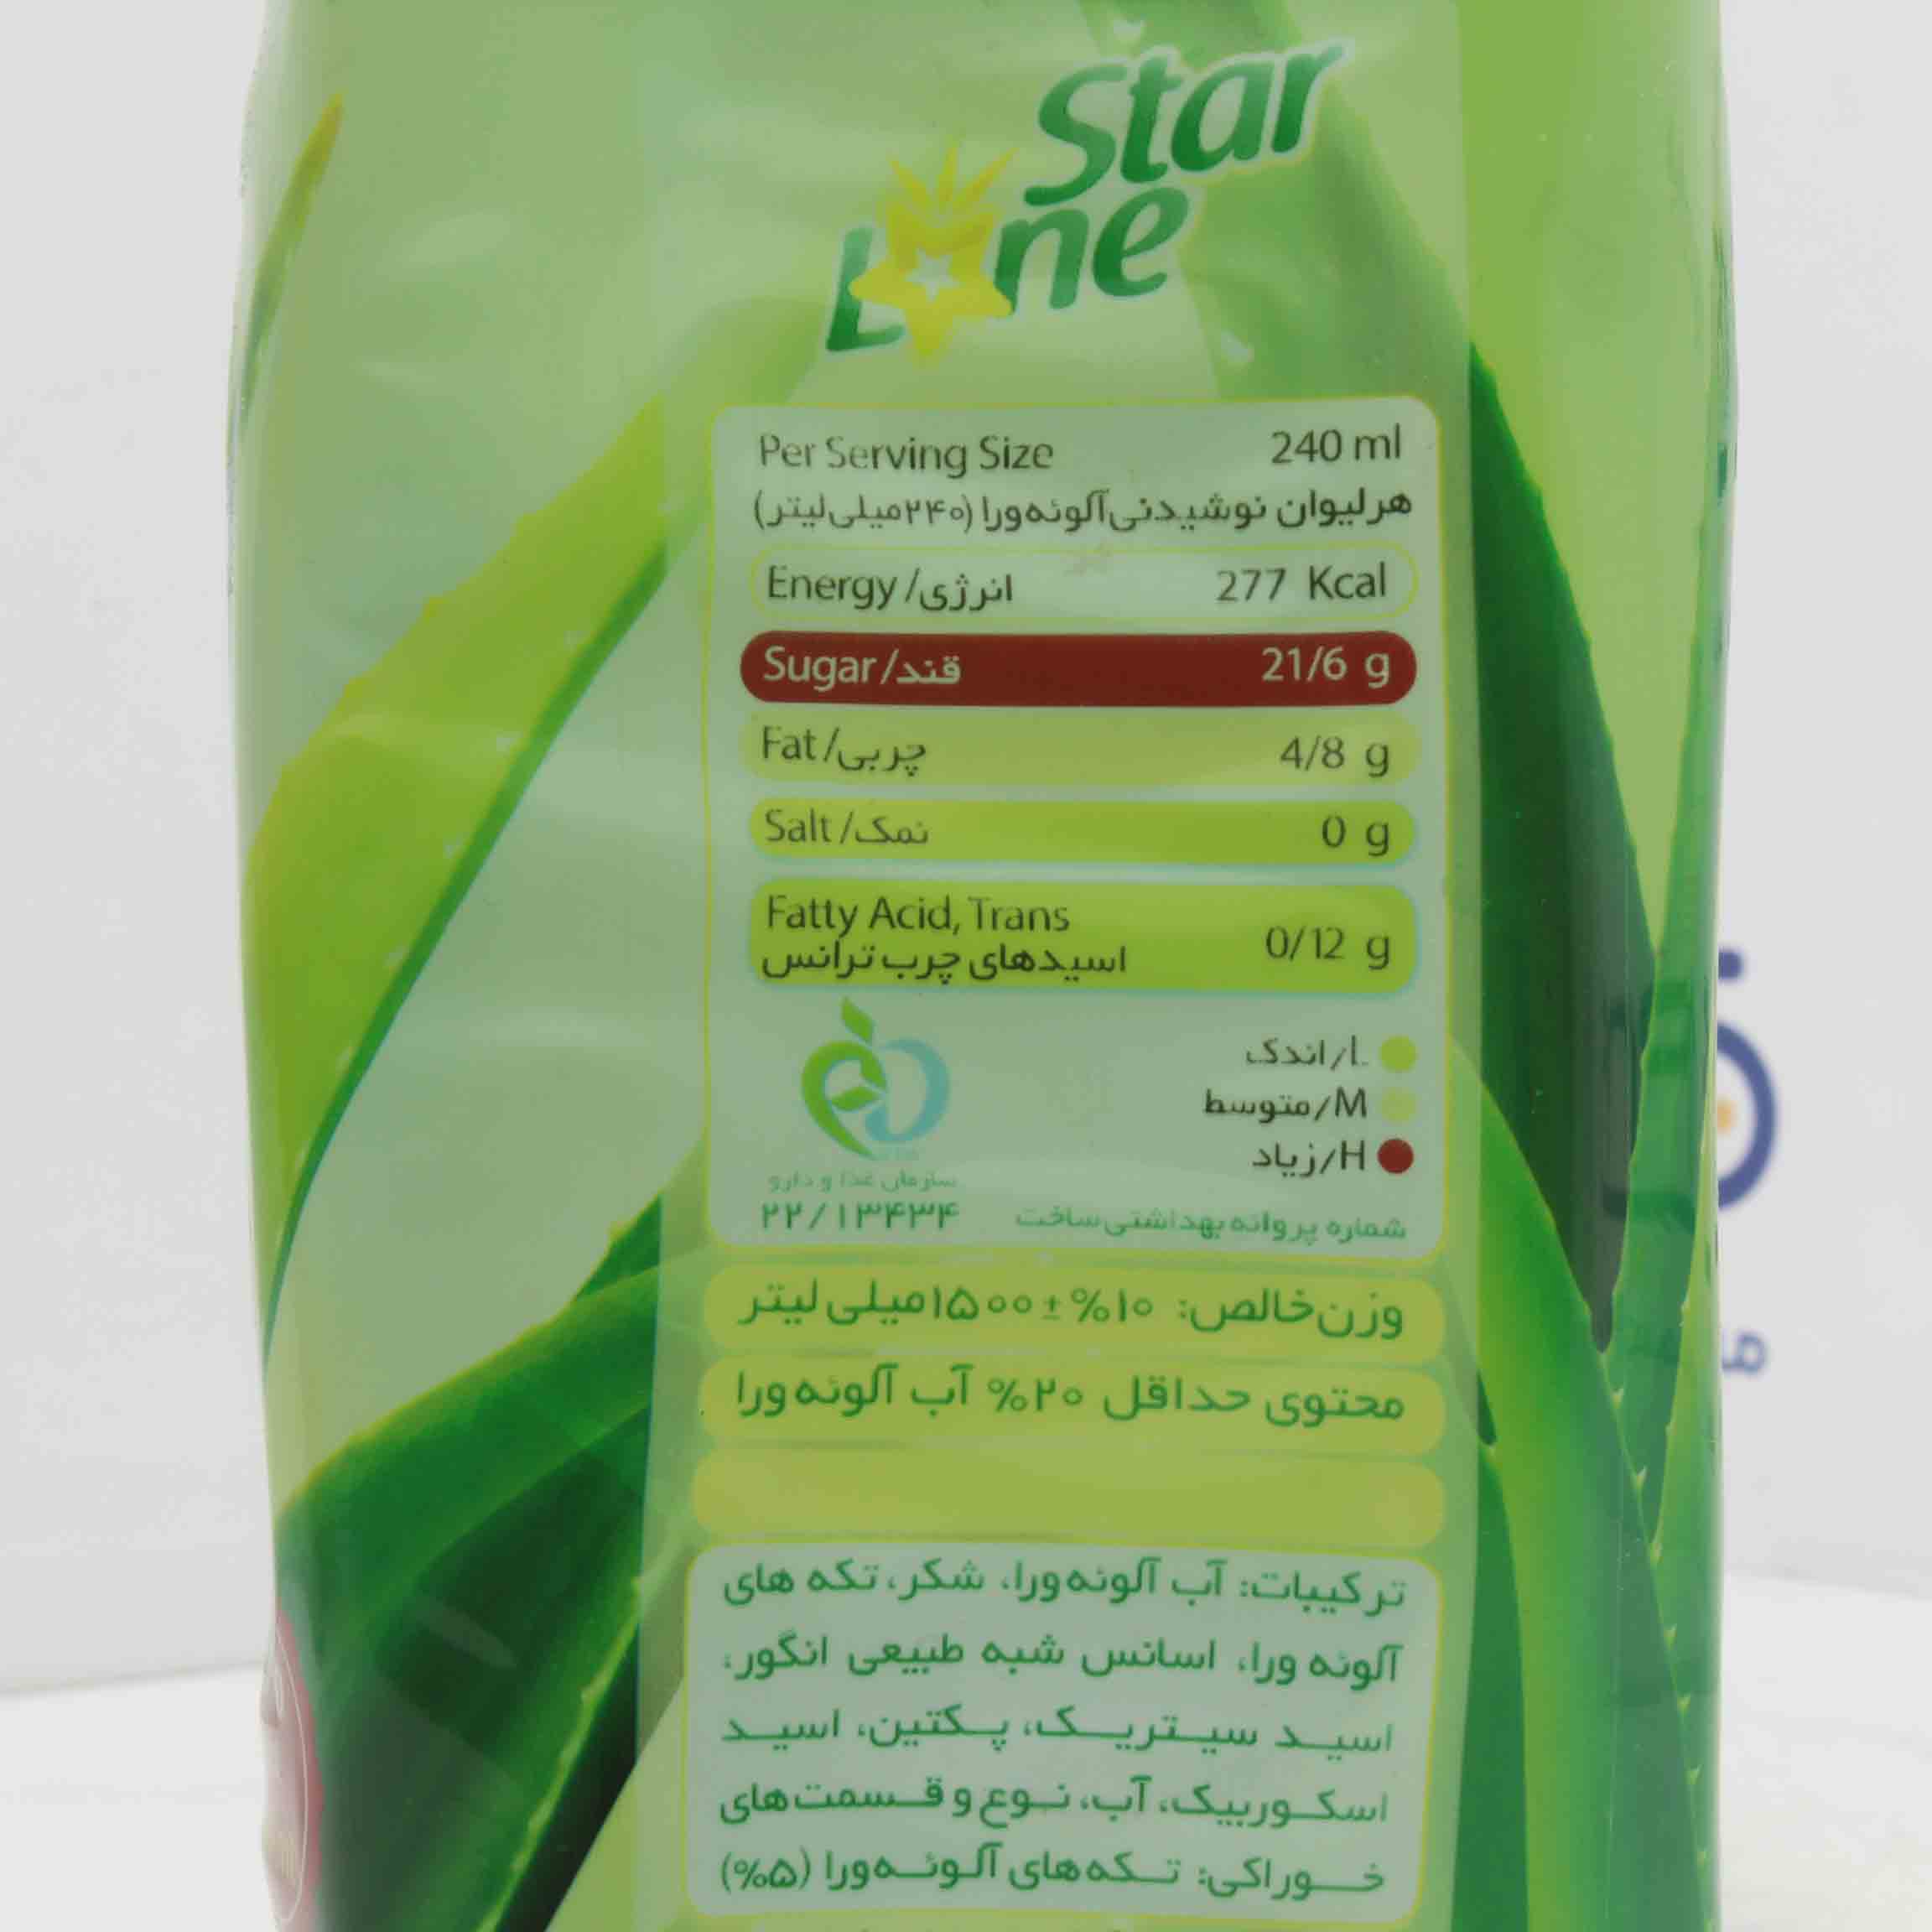 Star
Line
Per Serving Size 240 ml
هر لیوان نوشیدنی آلوئه ورا (۲۴۰ میلی لیتر)
Energy/انرژی 277 Kcal
Sugar/قند 21/6 g
Fat/چربی 4/8 g
Salt/نمک 0 g
Fatty Acid, Trans
اسیدهای چرب ترانس 0/12 g
L/اندک
M/متوسط
H/زیاد
سازمان غذا و دارو
شماره پروانه بهداشتی ساخت ۲۲/۱۳۴۳۴
وزن خالص: ۱۰%±۱۵۰۰ میلی لیتر
محتوی حداقل ۲۰% آب آلوئه ورا
ترکیبات: آب آلوئه ورا، شکر، تکه های
آلوئه ورا، اسانس شبه طبیعی انگور،
اسید سیتریک، پکتین، اسید
اسکوربیک، آب، نوع و قسمت های
خوراکی: تکه های آلوئه ورا (۵%)